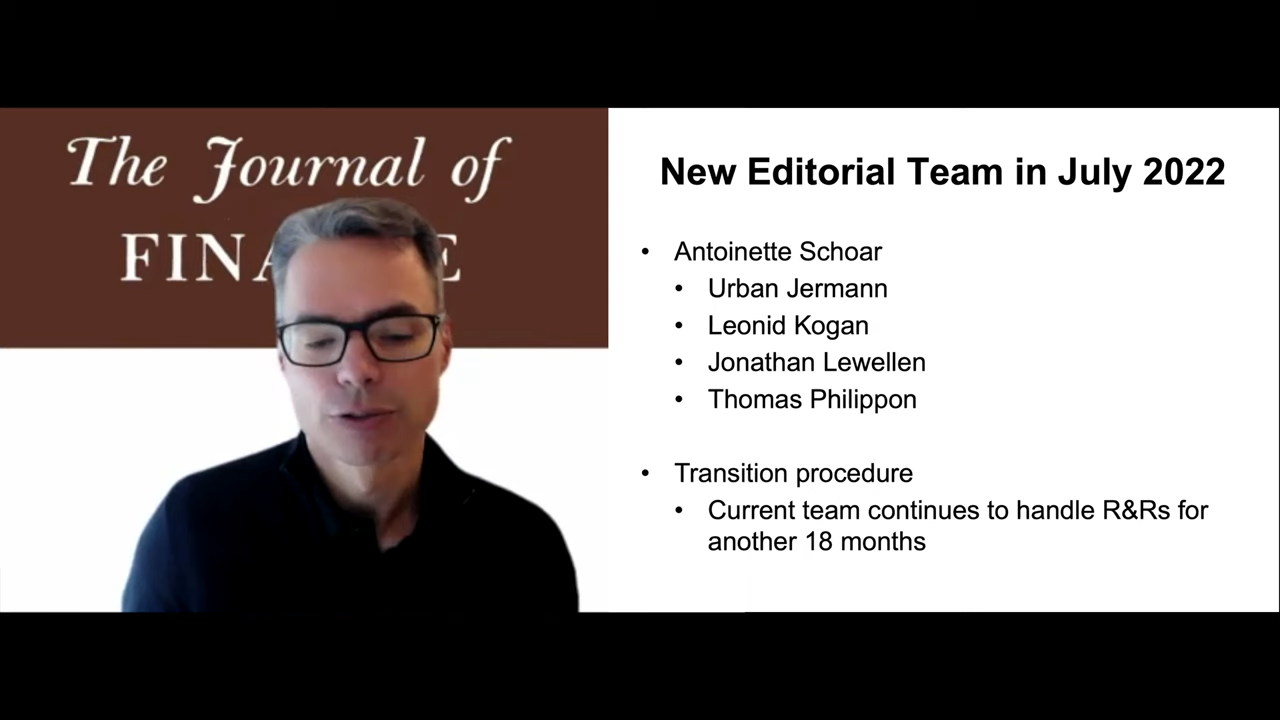 The Journal of
FINA E
New Editorial Team in July 2022
• Antoinette Schoar
• Urban Jermann
• Leonid Kogan
• Jonathan Lewellen
• Thomas Philippon
• Transition procedure
• Current team continues to handle R&Rs for
another 18 months